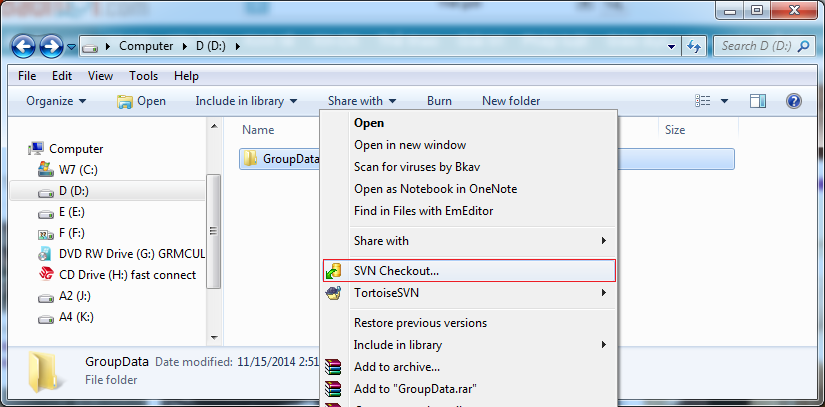 Computer D (D:) Search D (D:)
File Edit View Tools Help
Organize Open Include in library Share with Burn New folder
Name Size
Computer
W7 (C:)
D (D:)
E (E:)
F (F:)
DVD RW Drive (G:) GRMCUL
CD Drive (H:) fast connect
A2 (J:)
A4 (K:)
GroupData
Open
Open in new window
Scan for viruses by Bkav
Open as Notebook in OneNote
Find in Files with EmEditor
Share with
SVN Checkout...
TortoiseSVN
Restore previous versions
Include in library
Add to archive...
Add to "GroupData.rar"
GroupData Date modified: 11/15/2014 2:51
File folder